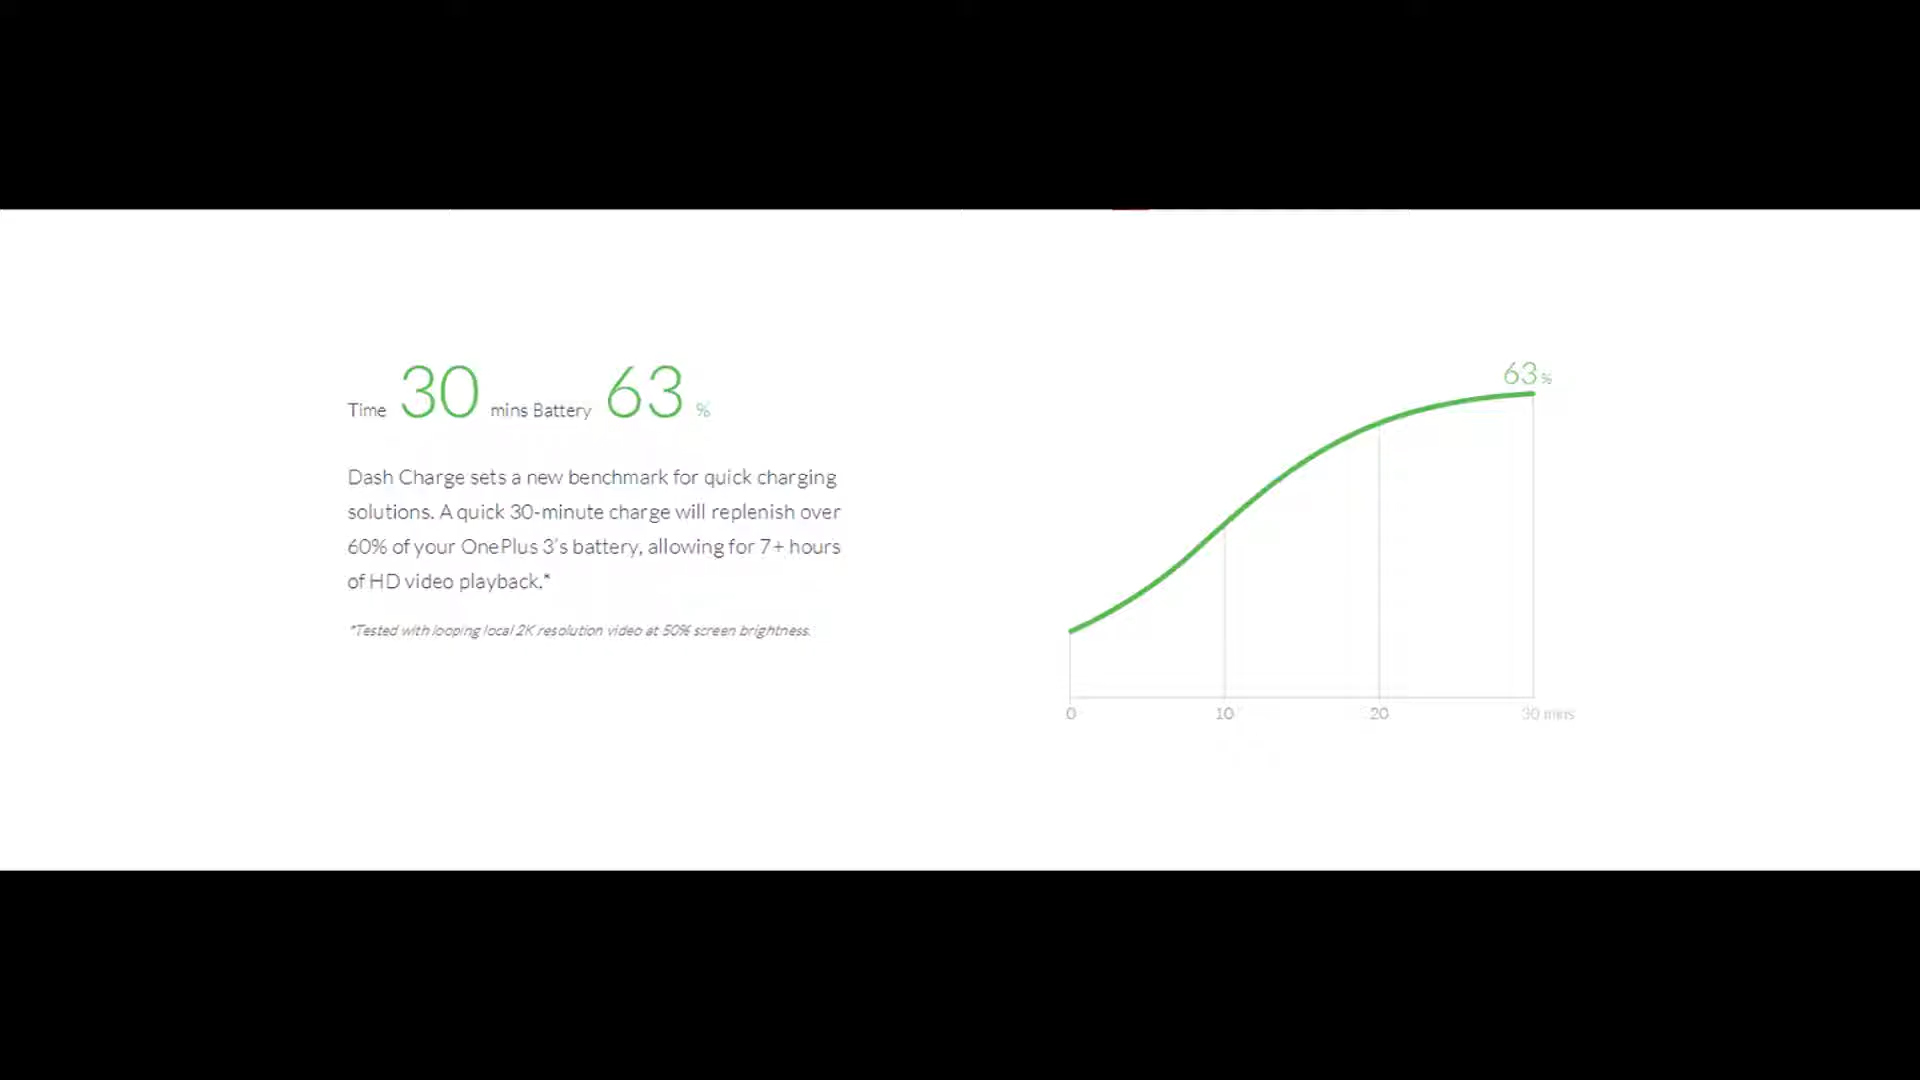 Time 30 mins Battery 63 %
Dash Charge sets a new benchmark for quick charging
solutions. A quick 30-minute charge will replenish over
60% of your OnePlus 3's battery, allowing for 7+ hours
of HD video playback.*
*Tested with looping local 2K resolution video at 50% screen brightness.
63 %
0 10 20 30 mins